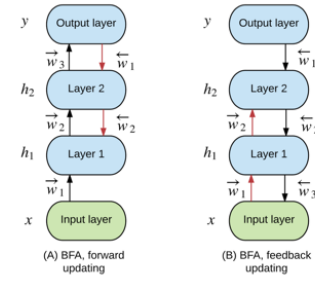 y
Output layer
w₃
w₁
h₂
Layer 2
w₂
w₂
h₁
Layer 1
w₁
x
Input layer
(A) BFA, forward
updating
y
Output layer
w₁
h₂
Layer 2
w₂
h₁
Layer 1
w₁
x
Input layer
(B) BFA, feedback
updating